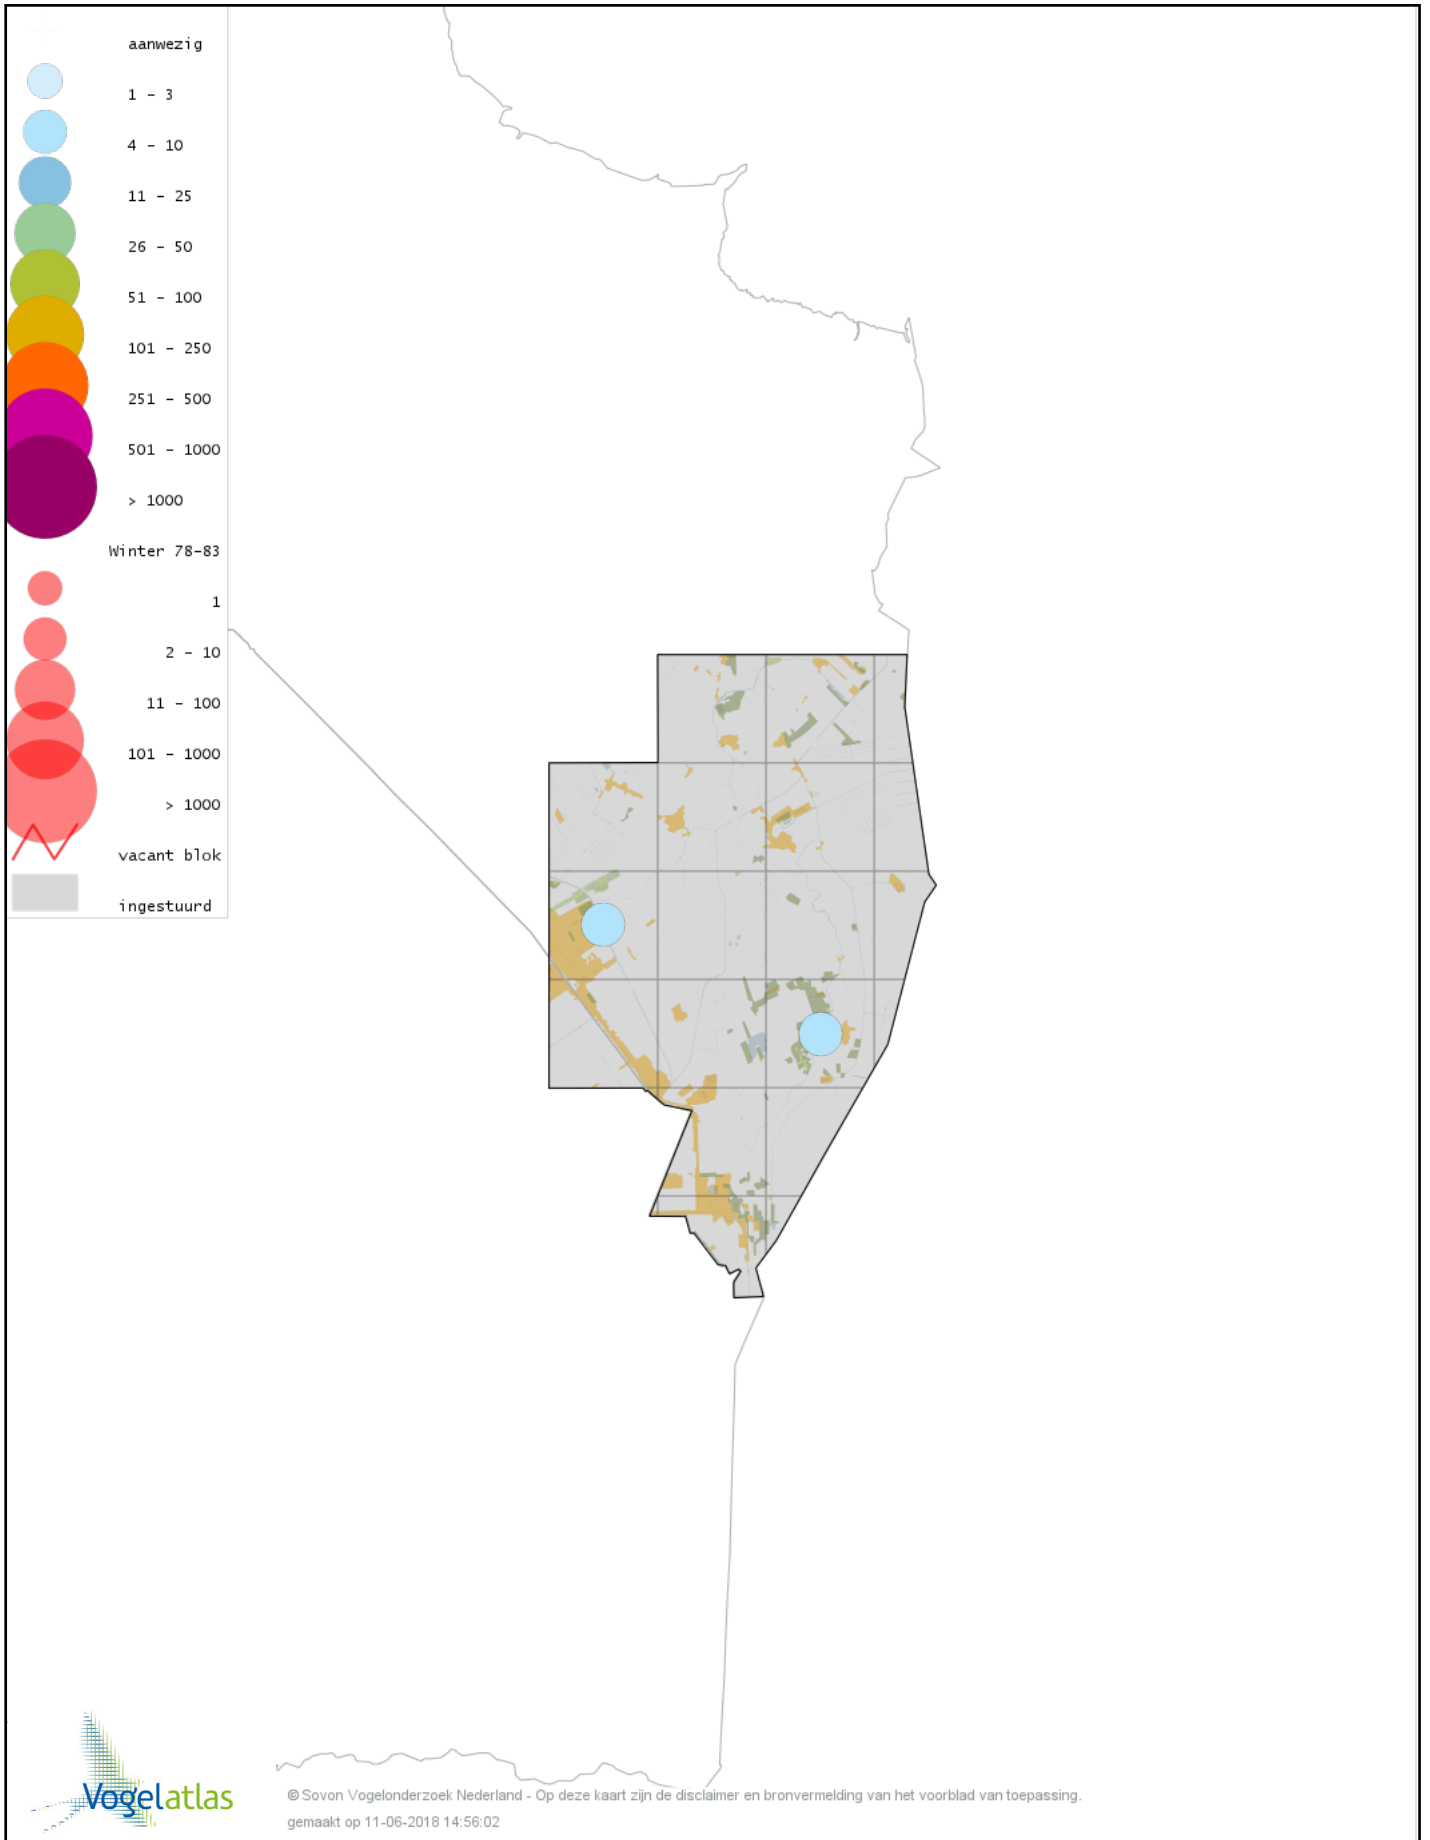 aanwezig
1 - 3
4 - 10
11 - 25
26 - 50
51 - 100
101 - 250
251 - 500
501 - 1000
> 1000
Winter 78-83
1
2 - 10
11 - 100
101 - 1000
> 1000
vacant blok
ingestuurd
Vogelatlas
© Sovon Vogelonderzoek Nederland - Op deze kaart zijn de disclaimer en bronvermelding van het voorblad van toepassing.
gemaakt op 11-06-2018 14:56:02